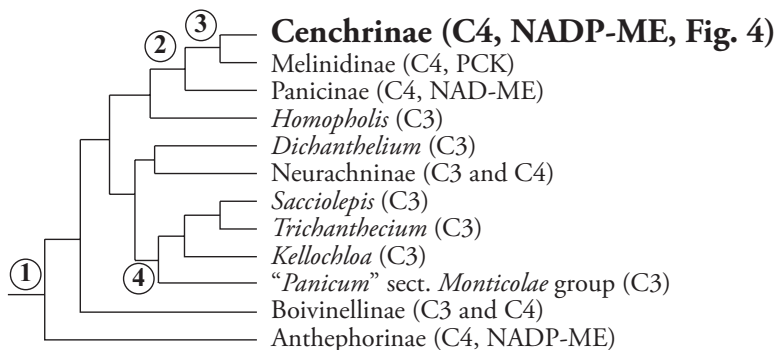 3 Cenchrinae (C4, NADP-ME, Fig. 4)
2 Melinidinae (C4, PCK)
Panicinae (C4, NAD-ME)
Homopholis (C3)
Dichanthelium (C3)
Neurachninae (C3 and C4)
Sacciolepis (C3)
Trichanthecium (C3)
Kellochloa (C3)
1 4 “Panicum” sect. Monticolae group (C3)
Boivinellinae (C3 and C4)
Anthephorinae (C4, NADP-ME)